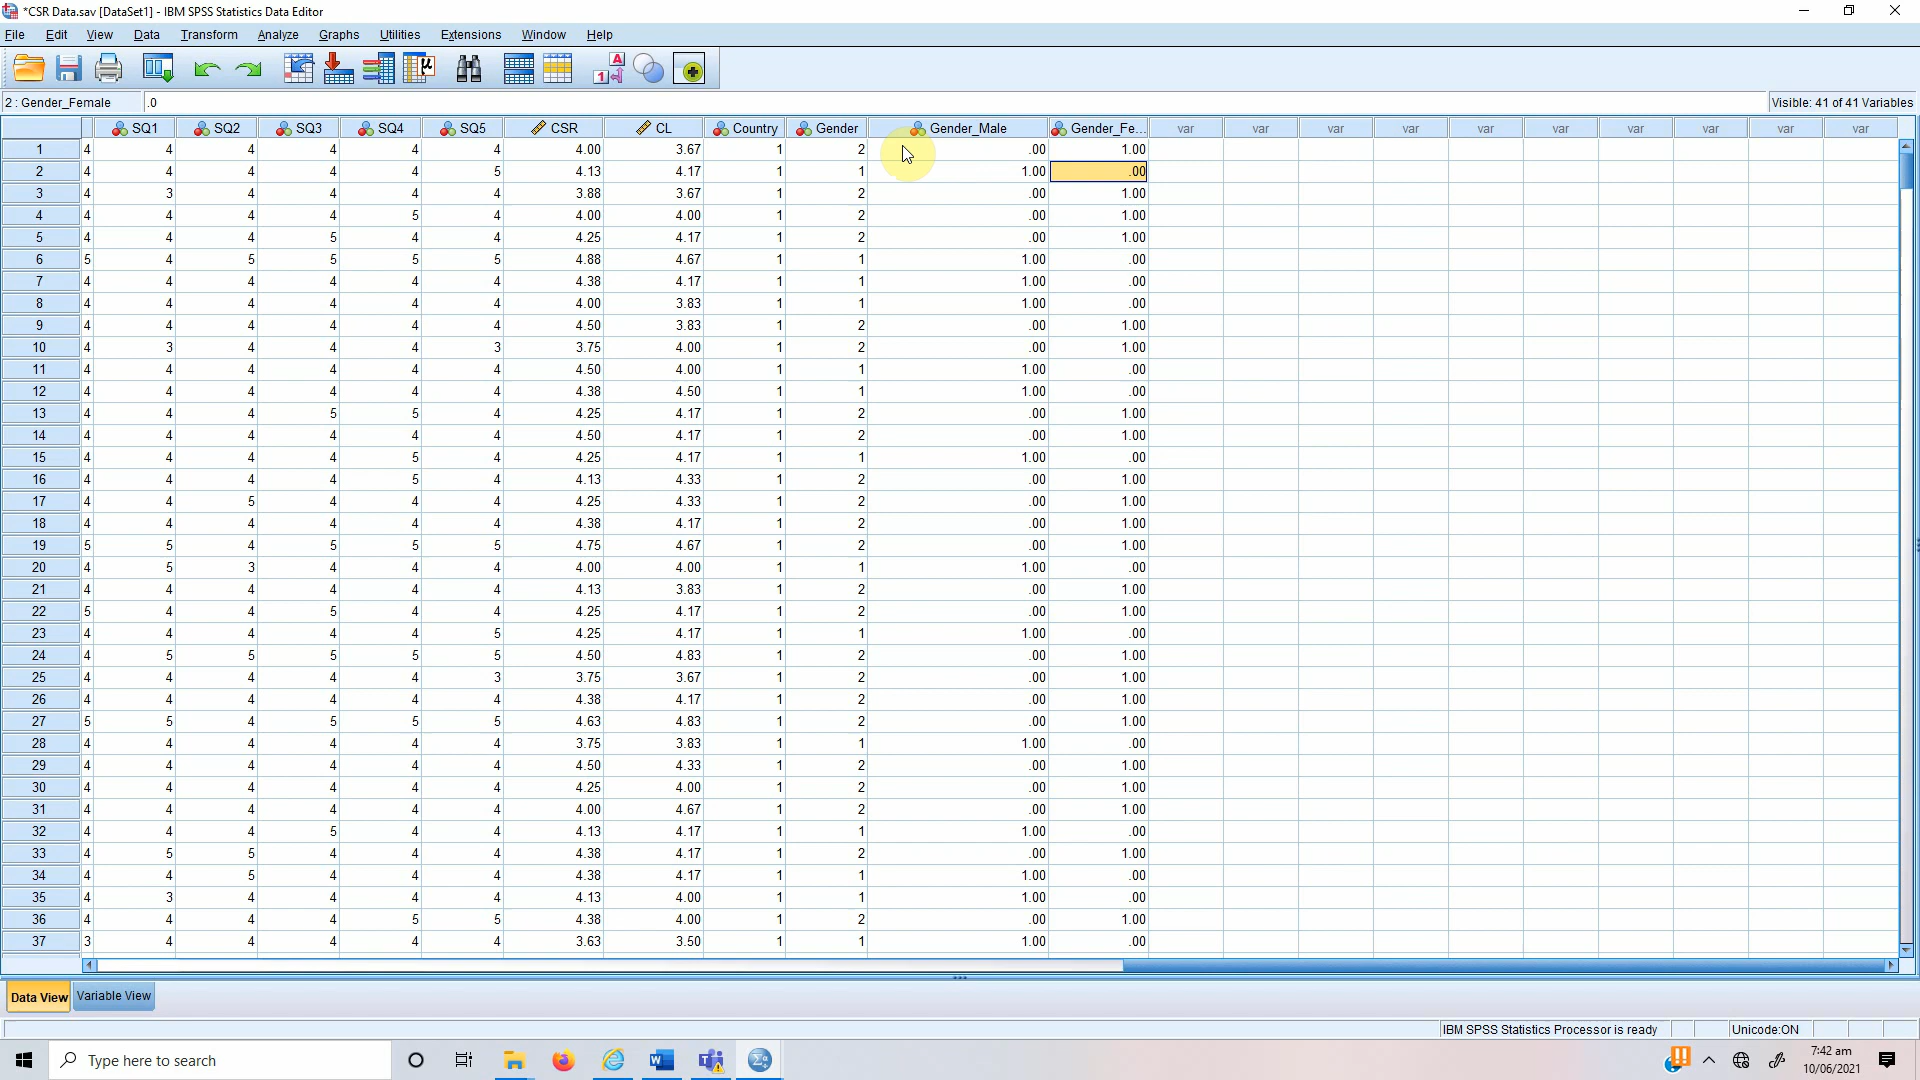 *CSR Data.sav [DataSet1] - IBM SPSS Statistics Data Editor
File Edit View Data Transform Analyze Graphs Utilities Extensions Window Help
2 : Gender_Female .0 Visible: 41 of 41 Variables
SQ1 SQ2 SQ3 SQ4 SQ5 CSR CL Country Gender Gender_Male Gender_Fe... var var var var var var var var var var
1 4 4 4 4 4 4 4.00 3.67 1 2 .00 1.00
2 4 4 4 4 4 5 4.13 4.17 1 1 1.00 .00
3 4 3 4 4 4 4 3.88 3.67 1 2 .00 1.00
4 4 4 4 4 5 4 4.00 4.00 1 2 .00 1.00
5 4 4 4 5 4 4 4.25 4.17 1 2 .00 1.00
6 5 4 5 5 5 5 4.88 4.67 1 1 1.00 .00
7 4 4 4 4 4 4 4.38 4.17 1 1 1.00 .00
8 4 4 4 4 4 4 4.00 3.83 1 1 1.00 .00
9 4 4 4 4 4 4 4.50 3.83 1 2 .00 1.00
10 4 3 4 4 4 3 3.75 4.00 1 2 .00 1.00
11 4 4 4 4 4 4 4.50 4.00 1 1 1.00 .00
12 4 4 4 4 4 4 4.38 4.50 1 1 1.00 .00
13 4 4 4 5 5 4 4.25 4.17 1 2 .00 1.00
14 4 4 4 4 4 4 4.50 4.17 1 2 .00 1.00
15 4 4 4 4 5 4 4.25 4.17 1 1 1.00 .00
16 4 4 4 4 5 4 4.13 4.33 1 2 .00 1.00
17 4 4 5 4 4 4 4.25 4.33 1 2 .00 1.00
18 4 4 4 4 4 4 4.38 4.17 1 2 .00 1.00
19 5 5 4 5 5 5 4.75 4.67 1 2 .00 1.00
20 4 5 3 4 4 4 4.00 4.00 1 1 1.00 .00
21 4 4 4 4 4 4 4.13 3.83 1 2 .00 1.00
22 5 4 4 5 4 4 4.25 4.17 1 2 .00 1.00
23 4 4 4 4 4 5 4.25 4.17 1 1 1.00 .00
24 4 5 5 5 5 5 4.50 4.83 1 2 .00 1.00
25 4 4 4 4 4 3 3.75 3.67 1 2 .00 1.00
26 4 4 4 4 4 4 4.38 4.17 1 2 .00 1.00
27 5 5 4 5 5 5 4.63 4.83 1 2 .00 1.00
28 4 4 4 4 4 4 3.75 3.83 1 1 1.00 .00
29 4 4 4 4 4 4 4.50 4.33 1 2 .00 1.00
30 4 4 4 4 4 4 4.25 4.00 1 2 .00 1.00
31 4 4 4 4 4 4 4.00 4.67 1 2 .00 1.00
32 4 4 4 5 4 4 4.13 4.17 1 1 1.00 .00
33 4 5 5 4 4 4 4.38 4.17 1 2 .00 1.00
34 4 4 5 4 4 4 4.38 4.17 1 1 1.00 .00
35 4 3 4 4 4 4 4.13 4.00 1 1 1.00 .00
36 4 4 4 4 5 5 4.38 4.00 1 2 .00 1.00
37 3 4 4 4 4 4 3.63 3.50 1 1 1.00 .00
Data View Variable View
IBM SPSS Statistics Processor is ready Unicode:ON
Type here to search
7:42 am
10/06/2021